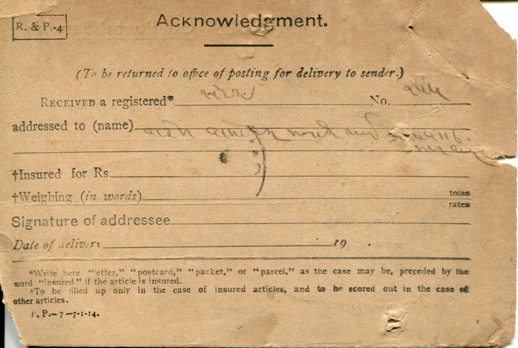 R. & P.-4
Acknowledgment.
(To be returned to office of posting for delivery to sender.)
RECEIVED a registered* No.
addressed to (name)
†Insured for Rs
†Weighing (in words) tolas
rates
Signature of addressee
Date of delivery 19
*Write here "letter," "postcard," "packet," or "parcel," as the case may be, preceded by the
word "insured" if the article is insured.
†To be filled up only in the case of insured articles, and to be scored out in the case of
other articles.
F. P.—7—7-1-14.